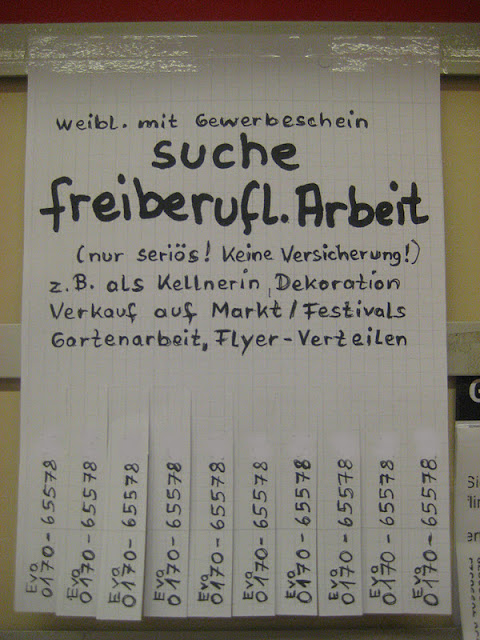 weibl. mit Gewerbeschein
suche
freiberufl. Arbeit
(nur seriös! Keine Versicherung!)
z.B. als Kellnerin, Dekoration
Verkauf auf Markt/Festivals
Gartenarbeit, Flyer-Verteilen
Eva
0170-65578
Eva
0170-65578
Eva
0170-65578
Eva
0170-65578
Eva
0170-65578
Eva
0170-65578
Eva
0170-65578
Eva
0170-65578
Eva
0170-65578
Eva
0170-65578